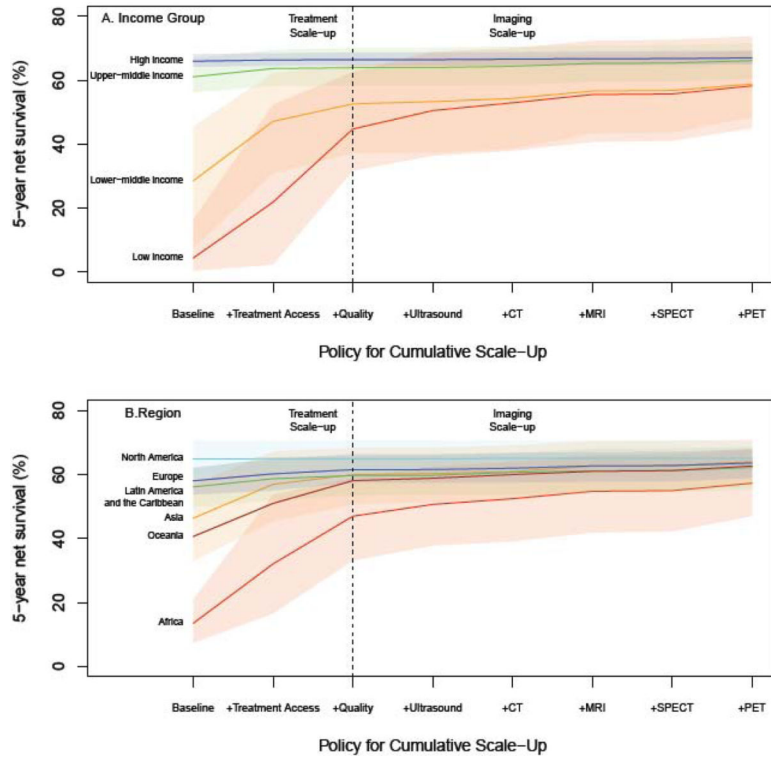 A. Income Group
Treatment
Scale-up
Imaging
Scale-up
5-year net survival (%)
80
60
40
20
0
High Income
Upper-middle Income
Lower-middle Income
Low Income
Baseline +Treatment Access +Quality +Ultrasound +CT +MRI +SPECT +PET
Policy for Cumulative Scale-Up
B.Region
Treatment
Scale-up
Imaging
Scale-up
5-year net survival (%)
80
60
40
20
0
North America
Europe
Latin America
and the Caribbean
Asia
Oceania
Africa
Baseline +Treatment Access +Quality +Ultrasound +CT +MRI +SPECT +PET
Policy for Cumulative Scale-Up